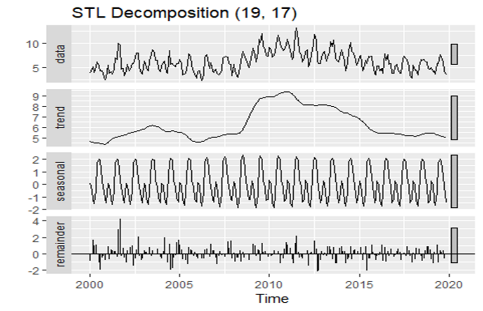 STL Decomposition (19, 17)
data
10
5
trend
9
8
7
6
5
seasonal
2
1
0
-1
-2
remainder
4
2
0
-2
2000 2005 2010 2015 2020
Time